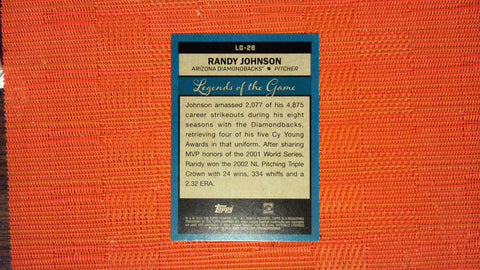 LG-28
RANDY JOHNSON
ARIZONA DIAMONDBACKS® ★ PITCHER
Legends of the Game
Johnson amassed 2,077 of his 4,875
career strikeouts during his eight
seasons with the Diamondbacks,
retrieving four of his five Cy Young
Awards in that uniform. After sharing
MVP honors of the 2001 World Series,
Randy won the 2002 NL Pitching Triple
Crown with 24 wins, 334 whiffs and a
2.32 ERA.
TOPPS